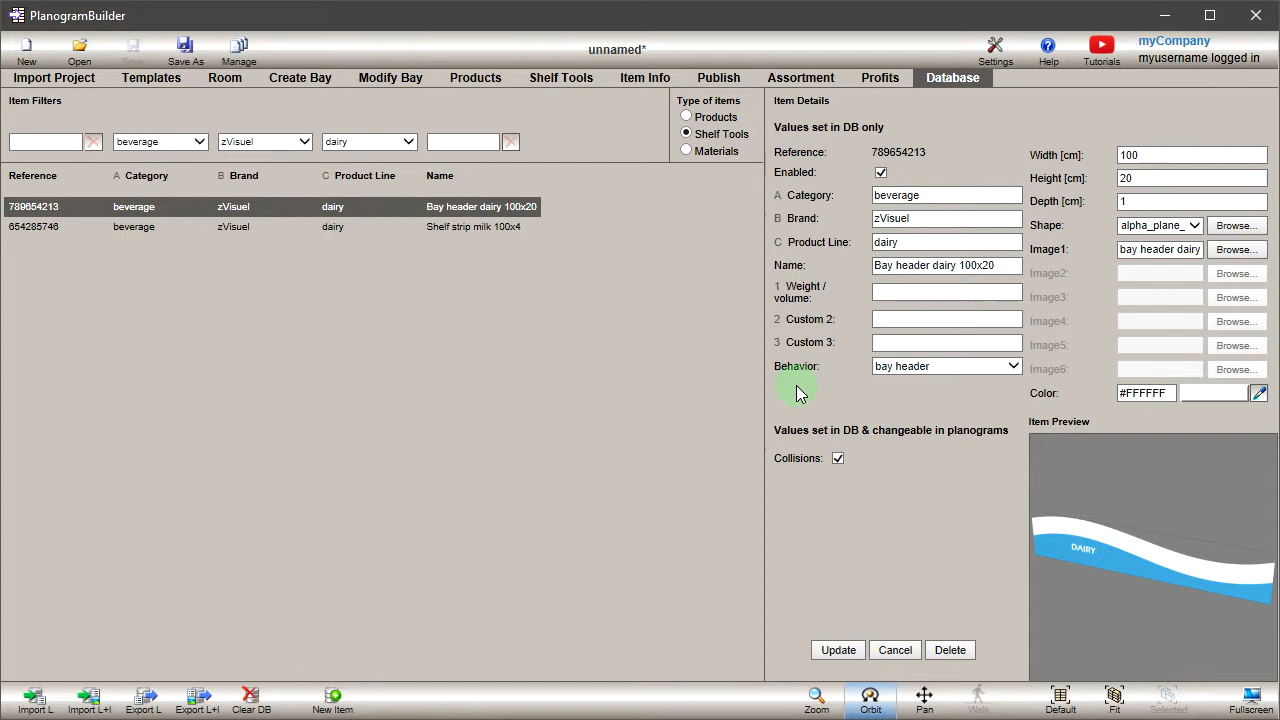 PlanogramBuilder
New
Open
Save
Save As
Manage
unnamed*
Settings
Help
Tutorials
myCompany
myusername logged in
Import Project
Templates
Room
Create Bay
Modify Bay
Products
Shelf Tools
Item Info
Publish
Assortment
Profits
Database
Item Filters
beverage
zVisuel
dairy
Type of items
Products
Shelf Tools
Materials
Reference
A Category
B Brand
C Product Line
Name
789654213 beverage zVisuel dairy Bay header dairy 100x20
654285746 beverage zVisuel dairy Shelf strip milk 100x4
Item Details
Values set in DB only
Reference: 789654213
Enabled:
A Category: beverage
B Brand: zVisuel
C Product Line: dairy
Name: Bay header dairy 100x20
1 Weight /
volume:
2 Custom 2:
3 Custom 3:
Behavior: bay header
Values set in DB & changeable in planograms
Collisions:
Update
Cancel
Delete
Width [cm]: 100
Height [cm]: 20
Depth [cm]: 1
Shape: alpha_plane_ Browse...
Image1: bay header dairy Browse...
Image2: Browse...
Image3: Browse...
Image4: Browse...
Image5: Browse...
Image6: Browse...
Color: #FFFFFF
Item Preview
DAIRY
Import L
Import L+I
Export L
Export L+I
Clear DB
New Item
Zoom
Orbit
Pan
Walk
Default
Fit
Selected
Fullscreen